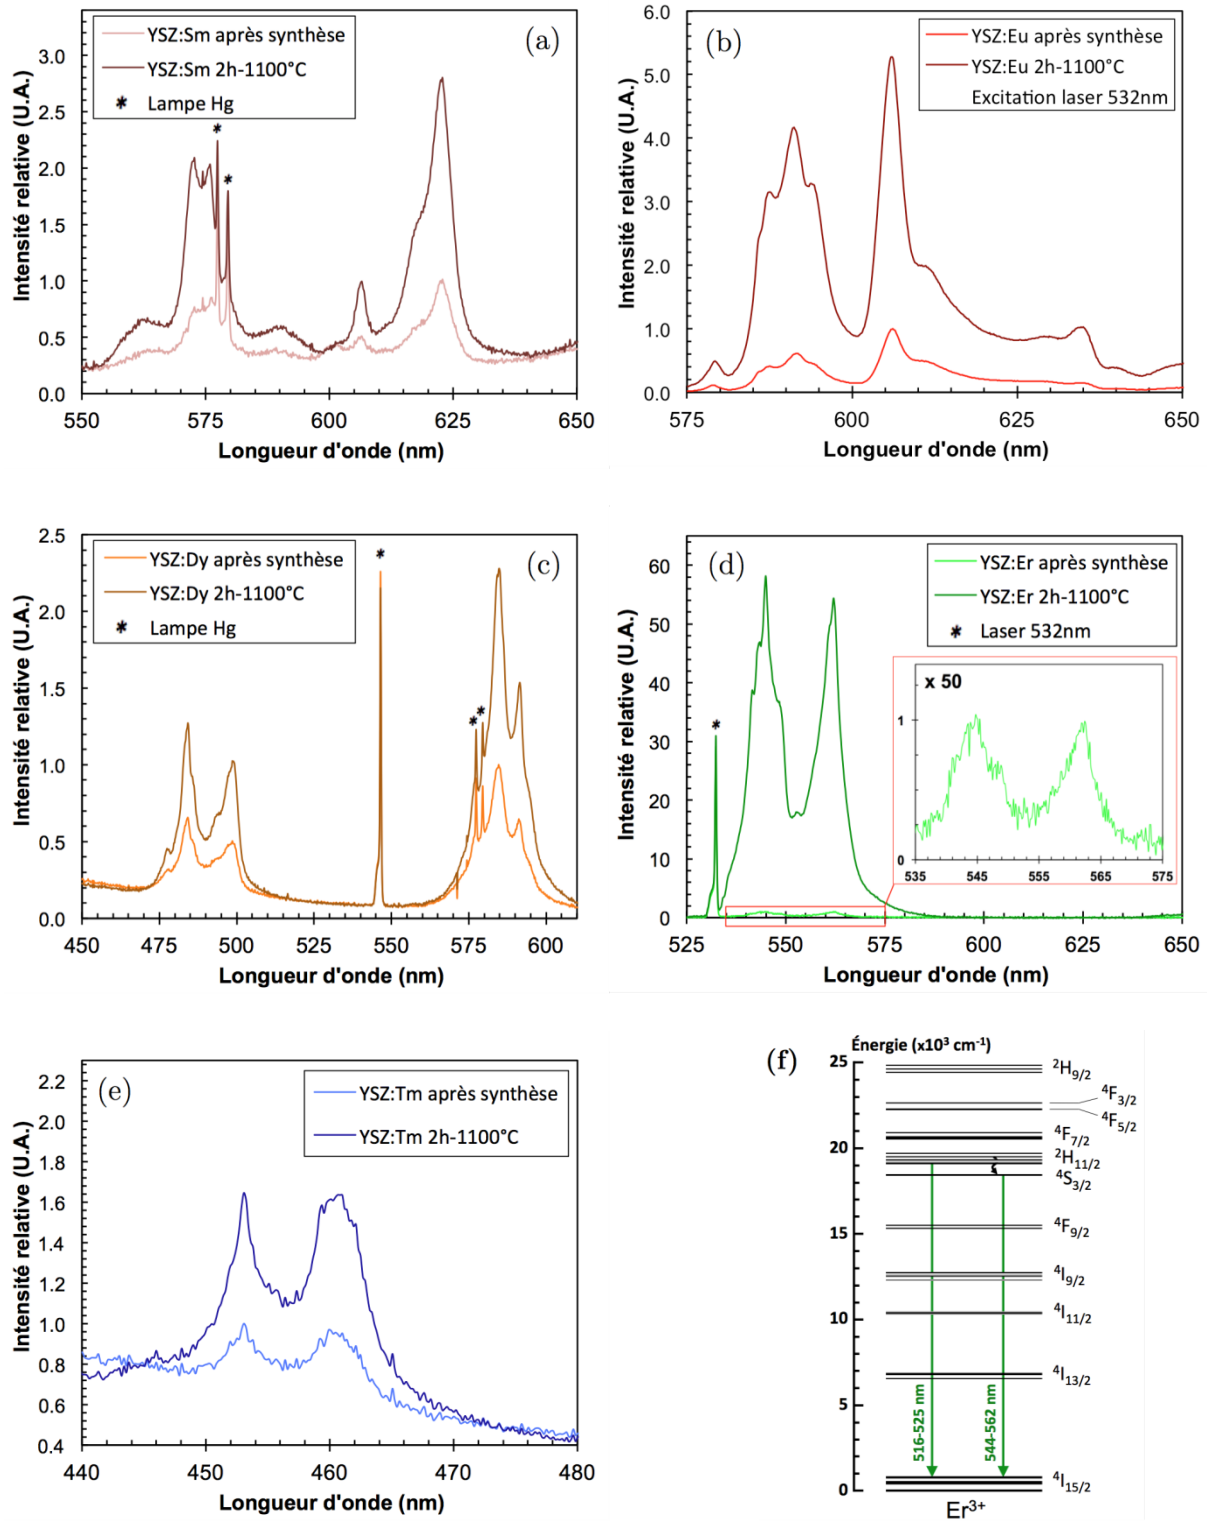 (a)
YSZ:Sm après synthèse
YSZ:Sm 2h-1100°C
* Lampe Hg
*
*
Intensité relative (U.A.)
3.0
2.5
2.0
1.5
1.0
0.5
0.0
550 575 600 625 650
Longueur d'onde (nm)
(b)
YSZ:Eu après synthèse
YSZ:Eu 2h-1100°C
Excitation laser 532nm
Intensité relative (U.A.)
6.0
5.0
4.0
3.0
2.0
1.0
0.0
575 600 625 650
Longueur d'onde (nm)
(c)
YSZ:Dy après synthèse
YSZ:Dy 2h-1100°C
* Lampe Hg
*
* *
Intensité relative (U.A.)
2.5
2.0
1.5
1.0
0.5
0.0
450 475 500 525 550 575 600
Longueur d'onde (nm)
(d)
YSZ:Er après synthèse
YSZ:Er 2h-1100°C
* Laser 532nm
*
Intensité relative (U.A.)
60
50
40
30
20
10
0
525 550 575 600 625 650
Longueur d'onde (nm)
x 50
1
0
535 545 555 565 575
(e)
YSZ:Tm après synthèse
YSZ:Tm 2h-1100°C
Intensité relative (U.A.)
2.2
2.0
1.8
1.6
1.4
1.2
1.0
0.8
0.6
0.4
440 450 460 470 480
Longueur d'onde (nm)
(f)
Énergie (x10³ cm⁻¹)
25
20
15
10
5
0
²H₉/₂
⁴F₃/₂
⁴F₅/₂
⁴F₇/₂
²H₁₁/₂
⁴S₃/₂
⁴F₉/₂
⁴I₉/₂
⁴I₁₁/₂
⁴I₁₃/₂
⁴I₁₅/₂
516-525 nm
544-562 nm
Er³⁺